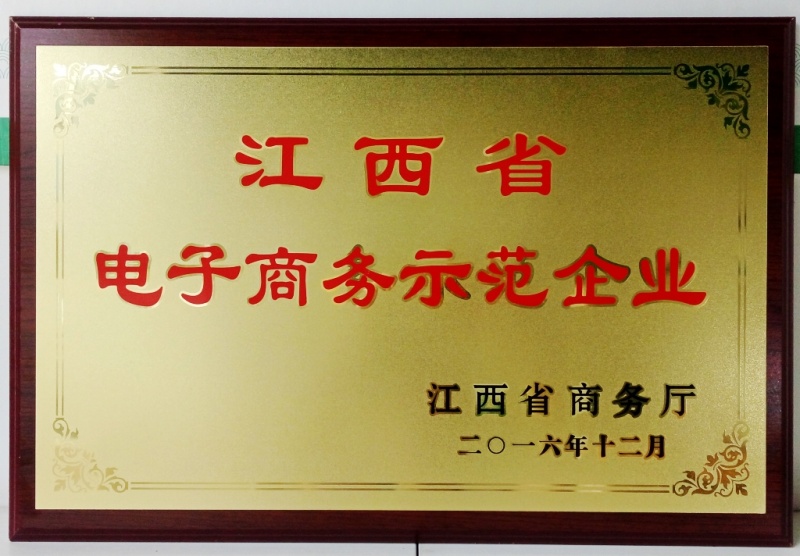 江西省
电子商务示范企业
江西省商务厅
二〇一六年十二月